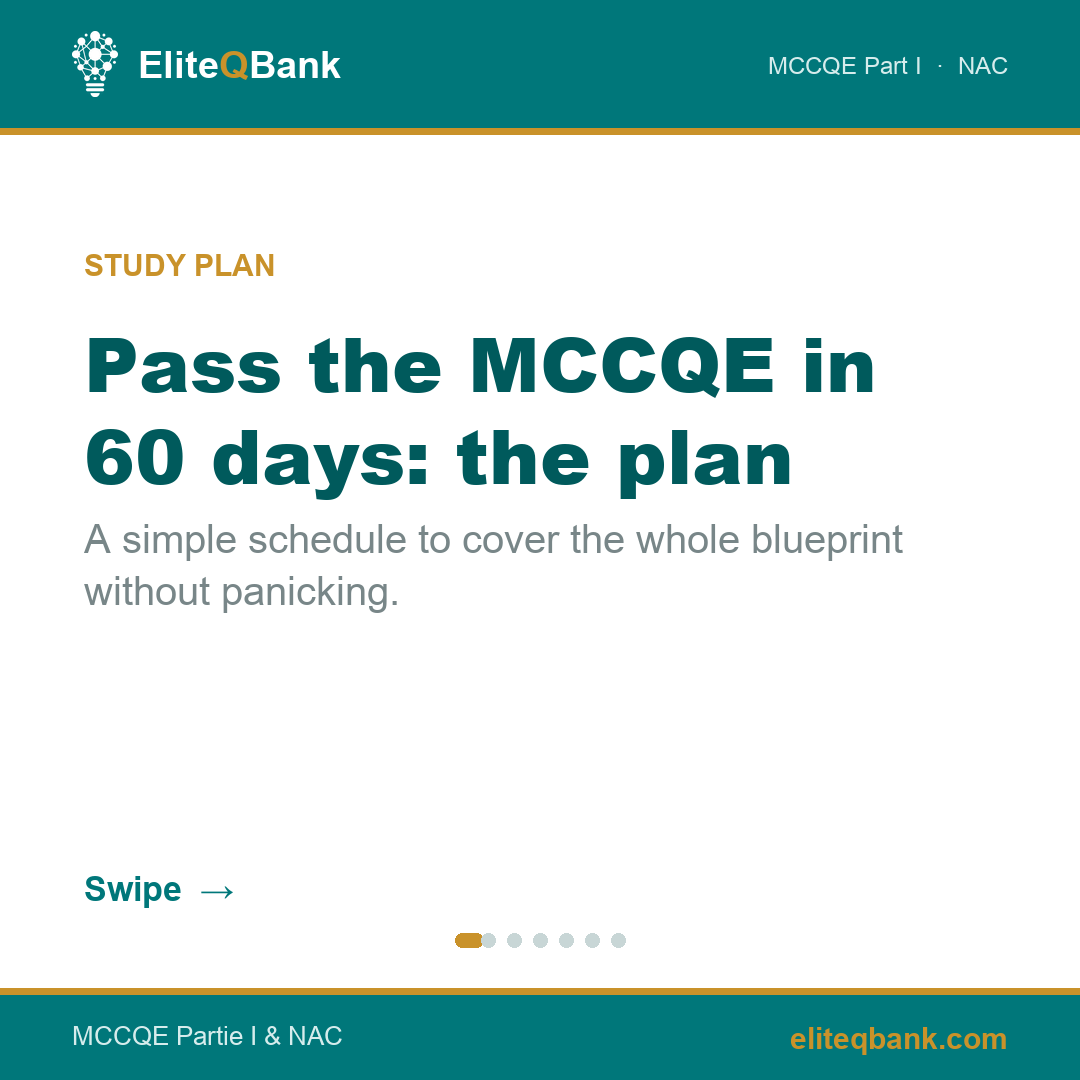 EliteQBank
MCCQE Part I · NAC
STUDY PLAN
Pass the MCCQE in
60 days: the plan
A simple schedule to cover the whole blueprint
without panicking.
Swipe →
MCCQE Partie I & NAC
eliteqbank.com